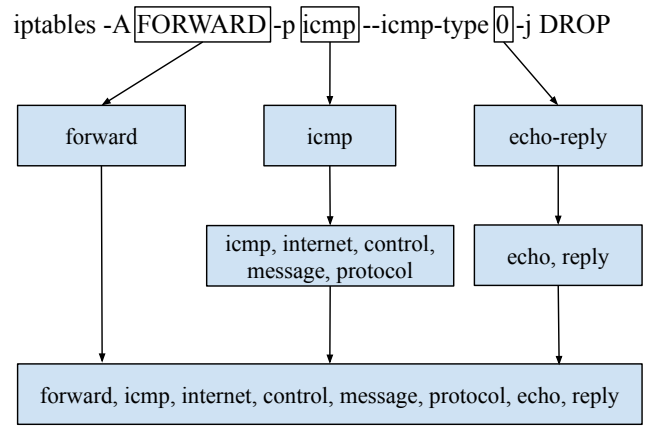 iptables -A FORWARD -p icmp --icmp-type 0 -j DROP
forward
icmp
echo-reply
icmp, internet, control,
message, protocol
echo, reply
forward, icmp, internet, control, message, protocol, echo, reply